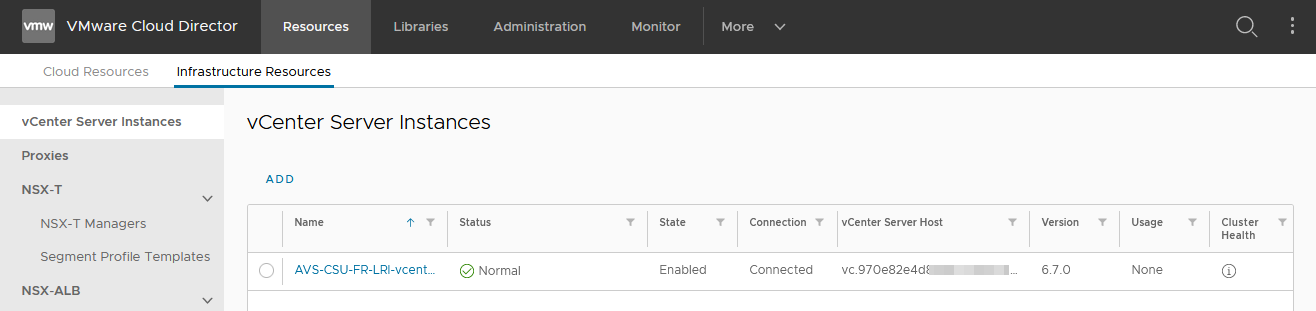 vmw VMware Cloud Director Resources Libraries Administration Monitor More
Cloud Resources Infrastructure Resources
vCenter Server Instances
Proxies
NSX-T
NSX-T Managers
Segment Profile Templates
NSX-ALB
vCenter Server Instances
ADD
Name Status State Connection vCenter Server Host Version Usage Cluster Health
AVS-CSU-FR-LRI-vcent... Normal Enabled Connected vc.970e82e4d8 ... 6.7.0 None